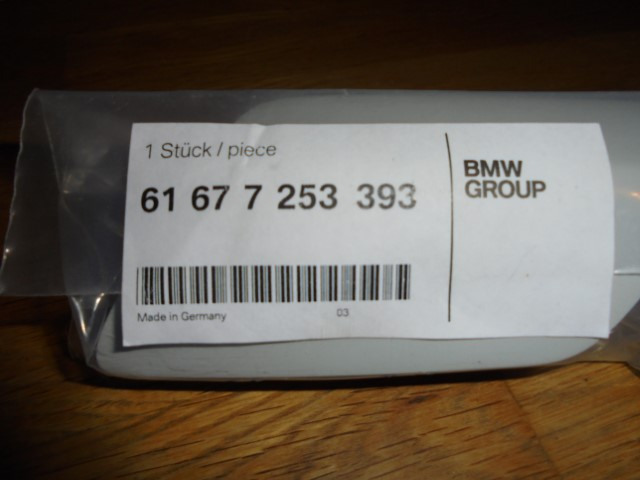 1 Stück / piece
61 67 7 253 393
BMW
GROUP
Made in Germany
03